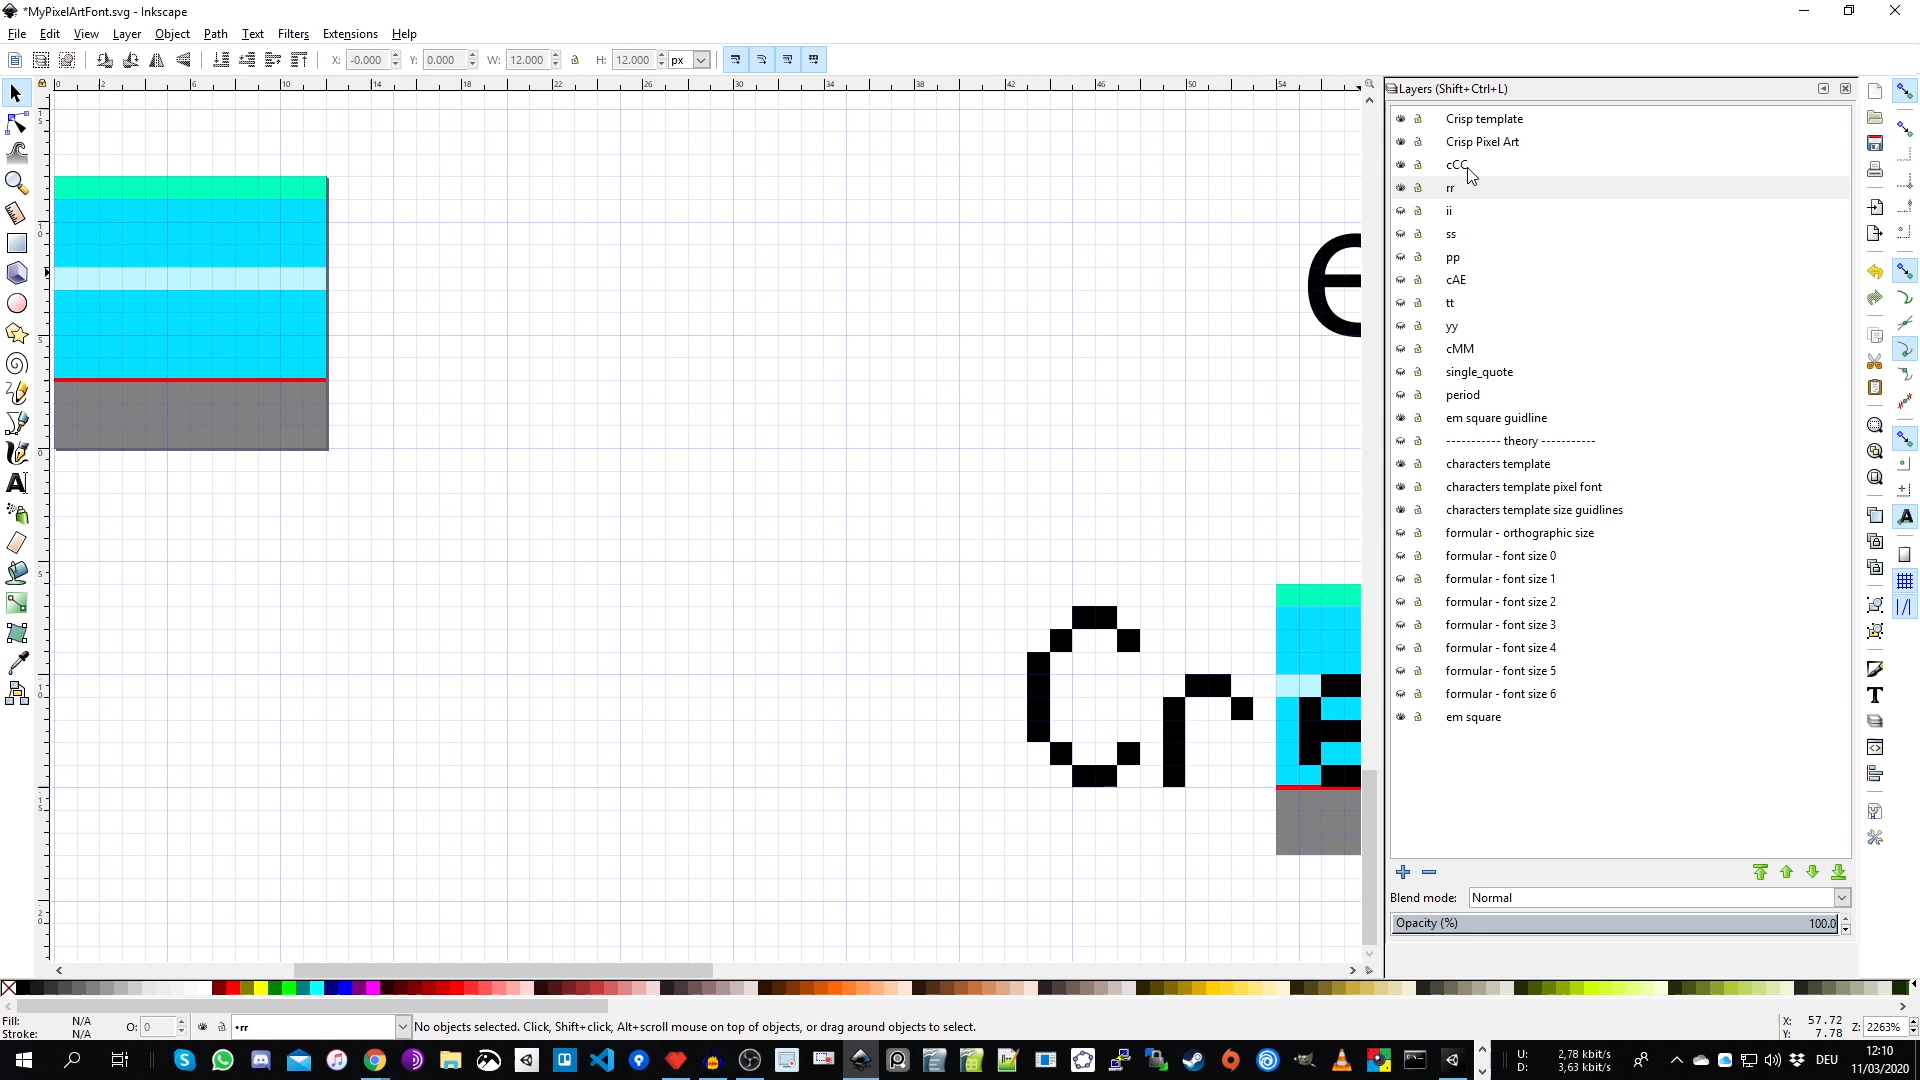 *MyPixelArtFont.svg - Inkscape
File Edit View Layer Object Path Text Filters Extensions Help
X: -0.000 Y: 0.000 W: 12.000 H: 12.000 px
Layers (Shift+Ctrl+L)
Crisp template
Crisp Pixel Art
cCC
rr
ii
ss
pp
cAE
tt
yy
cMM
single_quote
period
em square guidline
----------- theory -----------
characters template
characters template pixel font
characters template size guidlines
formular - orthographic size
formular - font size 0
formular - font size 1
formular - font size 2
formular - font size 3
formular - font size 4
formular - font size 5
formular - font size 6
em square
e
Cre
Blend mode: Normal
Opacity (%) 100.0
Fill: N/A
Stroke: N/A
O: 0
•rr
No objects selected. Click, Shift+click, Alt+scroll mouse on top of objects, or drag around objects to select.
X: 57.72
Y: 7.78
Z: 2263%
U: 2,78 kbit/s
D: 3,63 kbit/s
DEU
12:10
11/03/2020